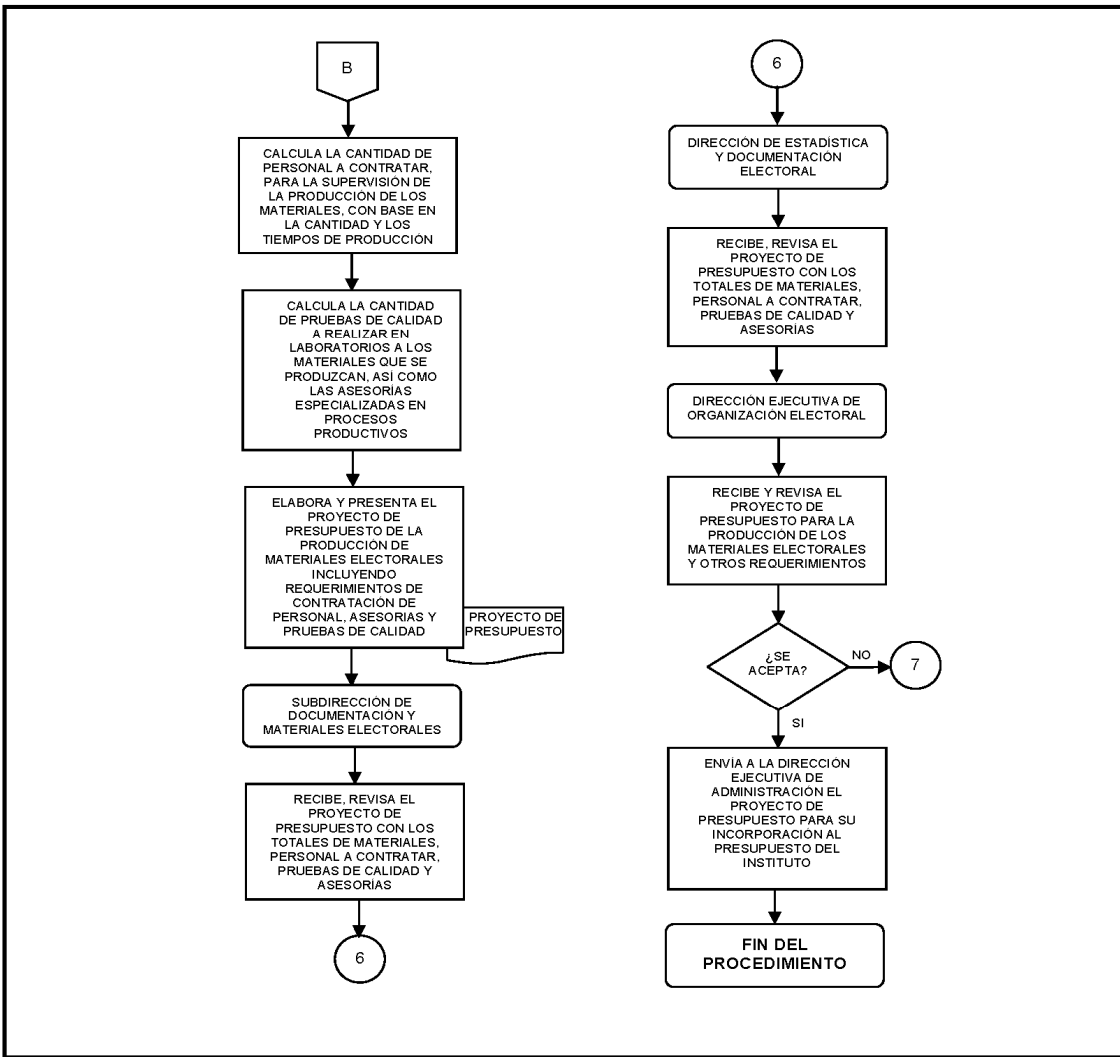 B
CALCULA LA CANTIDAD DE
PERSONAL A CONTRATAR,
PARA LA SUPERVISIÓN DE
LA PRODUCCIÓN DE LOS
MATERIALES, CON BASE EN
LA CANTIDAD Y LOS
TIEMPOS DE PRODUCCIÓN
CALCULA LA CANTIDAD
DE PRUEBAS DE CALIDAD
A REALIZAR EN
LABORATORIOS A LOS
MATERIALES QUE SE
PRODUZCAN, ASÍ COMO
LAS ASESORÍAS
ESPECIALIZADAS EN
PROCESOS
PRODUCTIVOS
ELABORA Y PRESENTA EL
PROYECTO DE
PRESUPUESTO DE LA
PRODUCCIÓN DE
MATERIALES ELECTORALES
INCLUYENDO
REQUERIMIENTOS DE
CONTRATACIÓN DE
PERSONAL, ASESORIAS Y
PRUEBAS DE CALIDAD
PROYECTO DE
PRESUPUESTO
SUBDIRECCIÓN DE
DOCUMENTACIÓN Y
MATERIALES ELECTORALES
RECIBE, REVISA EL
PROYECTO DE
PRESUPUESTO CON LOS
TOTALES DE MATERIALES,
PERSONAL A CONTRATAR,
PRUEBAS DE CALIDAD Y
ASESORÍAS
6
6
DIRECCIÓN DE ESTADÍSTICA
Y DOCUMENTACIÓN
ELECTORAL
RECIBE, REVISA EL
PROYECTO DE
PRESUPUESTO CON LOS
TOTALES DE MATERIALES,
PERSONAL A CONTRATAR,
PRUEBAS DE CALIDAD Y
ASESORÍAS
DIRECCIÓN EJECUTIVA DE
ORGANIZACIÓN ELECTORAL
RECIBE Y REVISA EL
PROYECTO DE
PRESUPUESTO PARA LA
PRODUCCIÓN DE LOS
MATERIALES ELECTORALES
Y OTROS REQUERIMIENTOS
¿SE
ACEPTA?
NO
7
SI
ENVÍA A LA DIRECCIÓN
EJECUTIVA DE
ADMINISTRACIÓN EL
PROYECTO DE
PRESUPUESTO PARA SU
INCORPORACIÓN AL
PRESUPUESTO DEL
INSTITUTO
FIN DEL
PROCEDIMIENTO